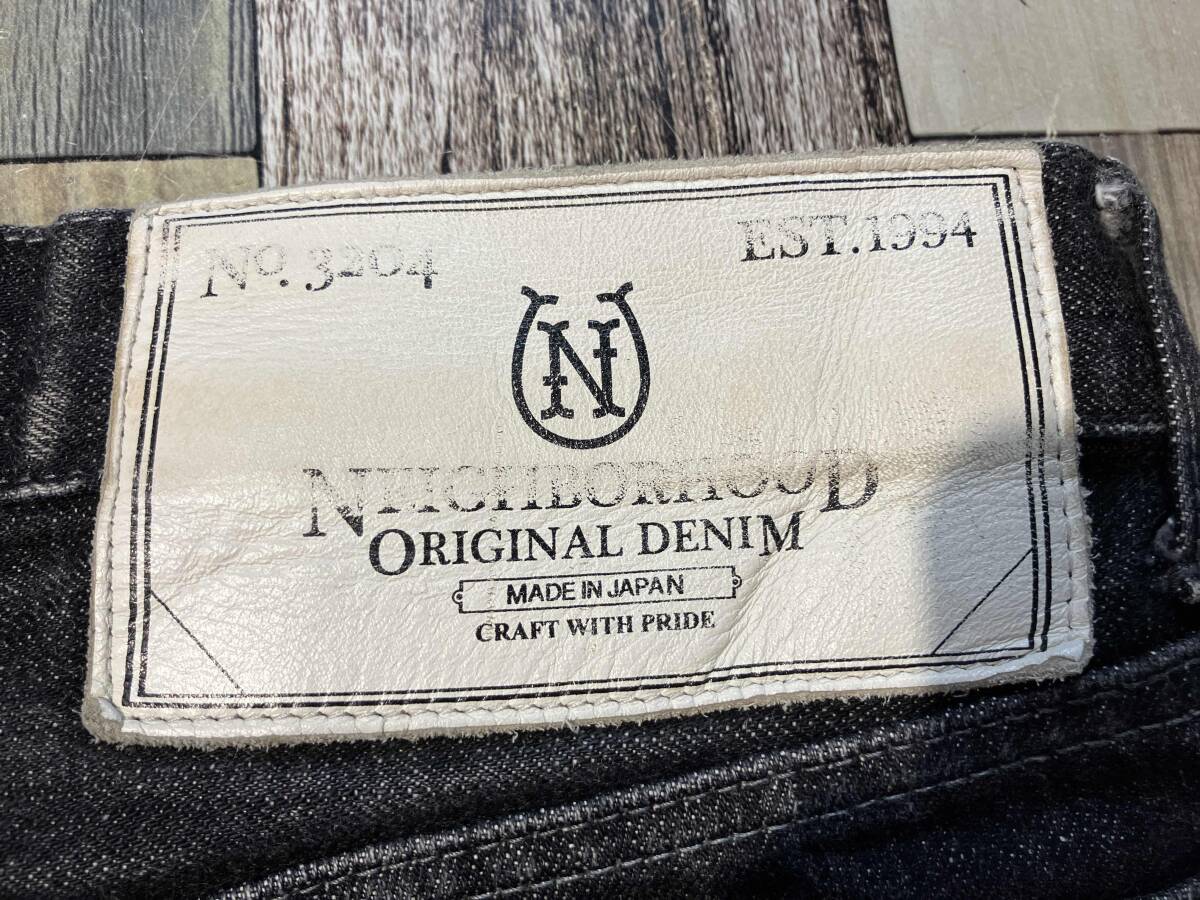 No. 3204
EST.1994
N
NEIGHBORHOOD
ORIGINAL DENIM
MADE IN JAPAN
CRAFT WITH PRIDE